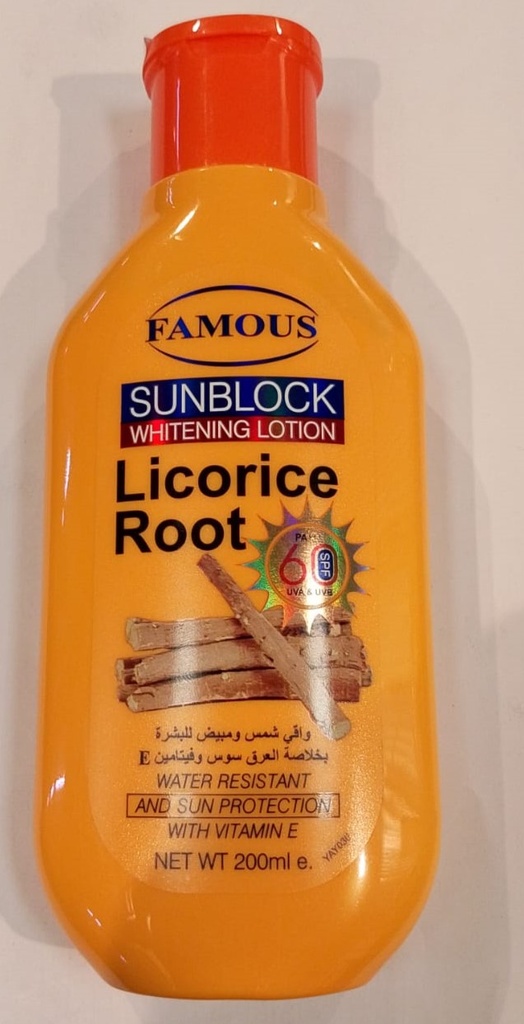 FAMOUS
SUNBLOCK
WHITENING LOTION
Licorice
Root
PA
60 SPF
UVA & UVB
واقي شمس ومبيض للبشرة
بخلاصة العرق سوس وفيتامين E
WATER RESISTANT
AND SUN PROTECTION
WITH VITAMIN E
NET WT 200ml e.